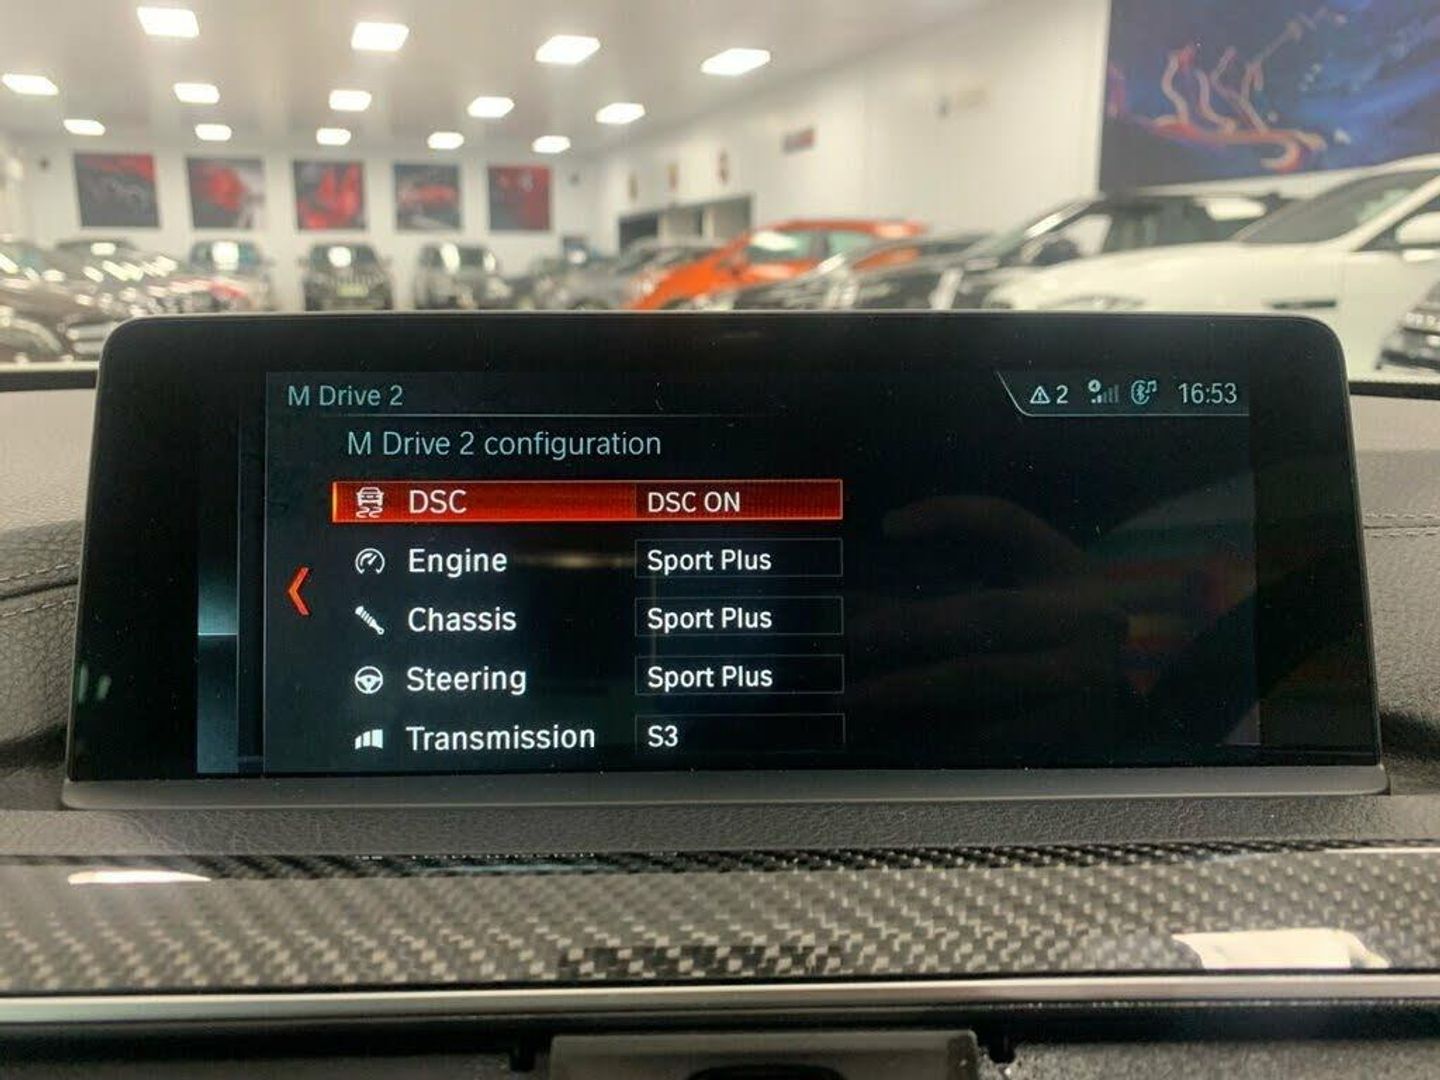 M Drive 2
2 16:53
M Drive 2 configuration
DSC DSC ON
Engine Sport Plus
Chassis Sport Plus
Steering Sport Plus
Transmission S3